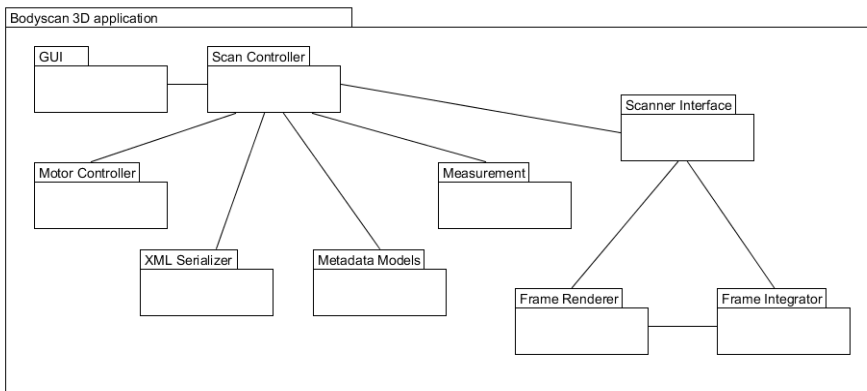 Bodyscan 3D application
GUI
Scan Controller
Scanner Interface
Motor Controller
Measurement
XML Serializer
Metadata Models
Frame Renderer
Frame Integrator